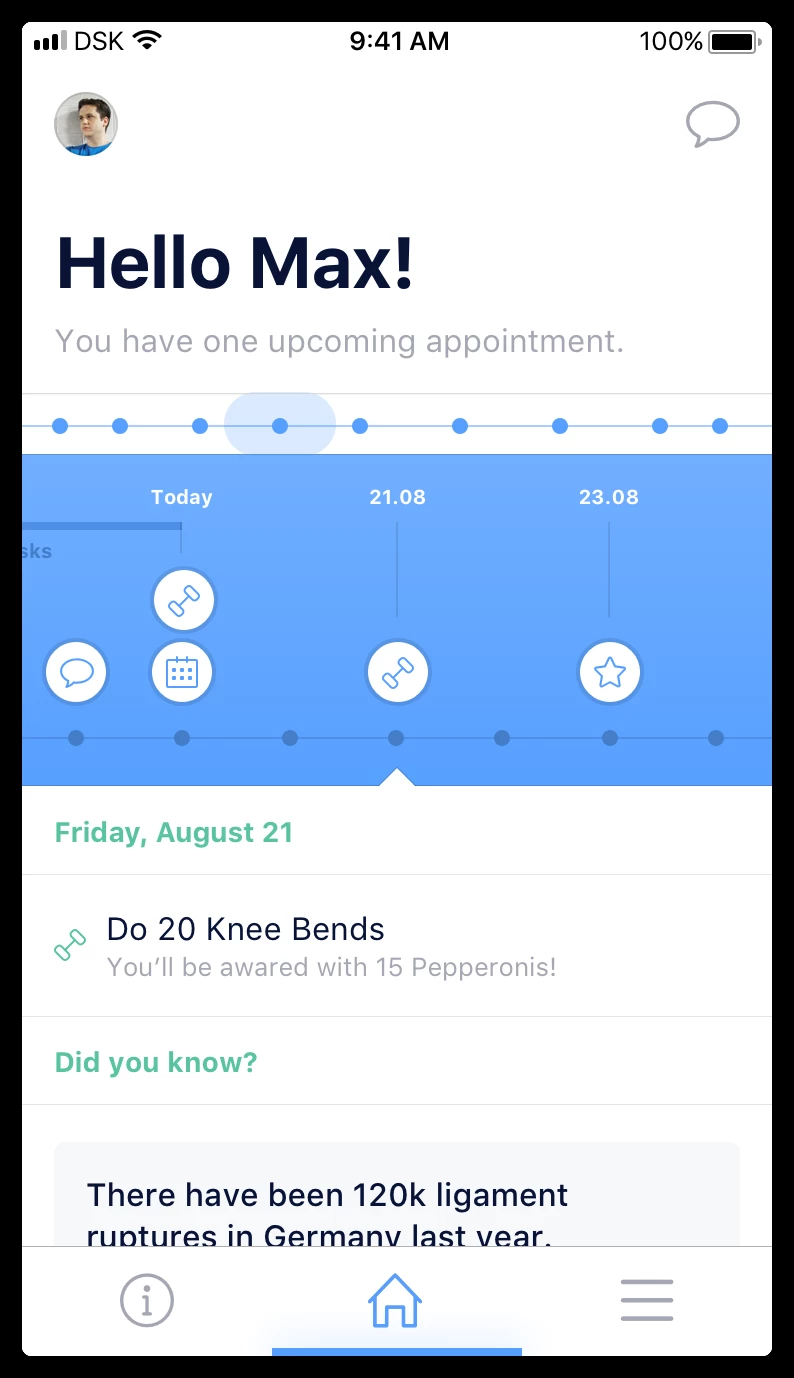 DSK
9:41 AM
100%
Hello Max!
You have one upcoming appointment.
Today
21.08
23.08
sks
Friday, August 21
Do 20 Knee Bends
You’ll be awared with 15 Pepperonis!
Did you know?
There have been 120k ligament
ruptures in Germany last year.